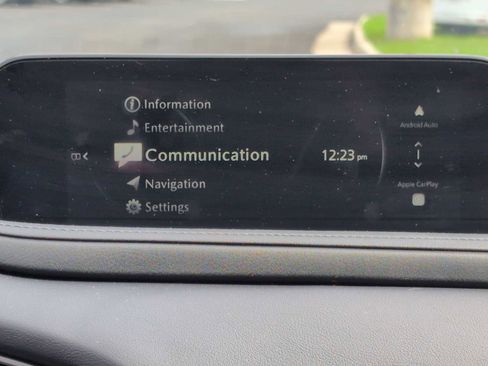 Information
Entertainment
Android Auto
Communication
12:23 pm
Navigation
Apple CarPlay
Settings